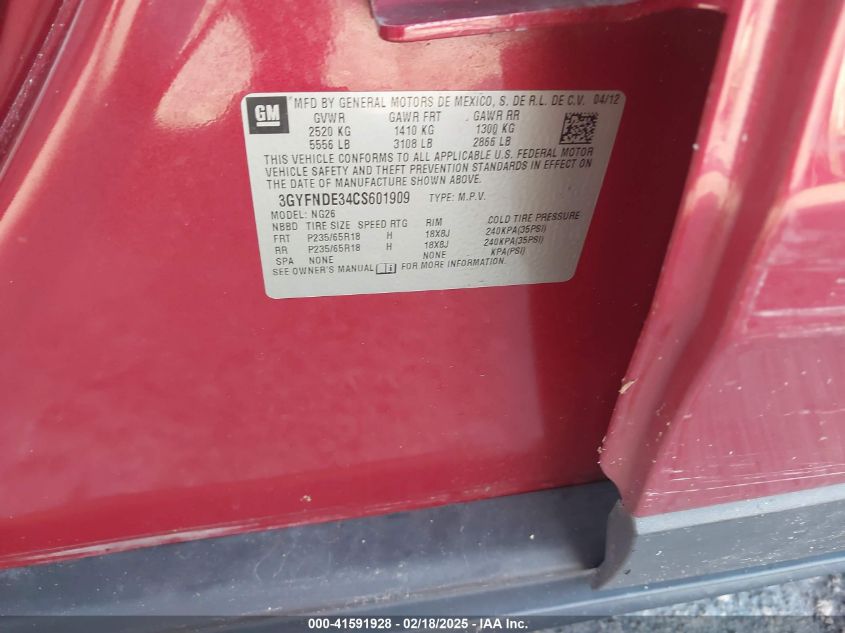 GM
MFD BY GENERAL MOTORS DE MEXICO, S. DE R.L. DE C.V. 04/12
GVWR GAWR FRT GAWR RR
2520 KG 1410 KG 1300 KG
5556 LB 3108 LB 2866 LB
THIS VEHICLE CONFORMS TO ALL APPLICABLE U.S. FEDERAL MOTOR
VEHICLE SAFETY AND THEFT PREVENTION STANDARDS IN EFFECT ON
THE DATE OF MANUFACTURE SHOWN ABOVE.
3GYFNDE34CS601909 TYPE: M.P.V.
MODEL: NG26
NBBD TIRE SIZE SPEED RTG RIM COLD TIRE PRESSURE
FRT P235/65R18 H 18X8J 240KPA(35PSI)
RR P235/65R18 H 18X8J 240KPA(35PSI)
SPA NONE NONE KPA(PSI)
SEE OWNER'S MANUAL FOR MORE INFORMATION.
000-41591928 - 02/18/2025 - IAA Inc.